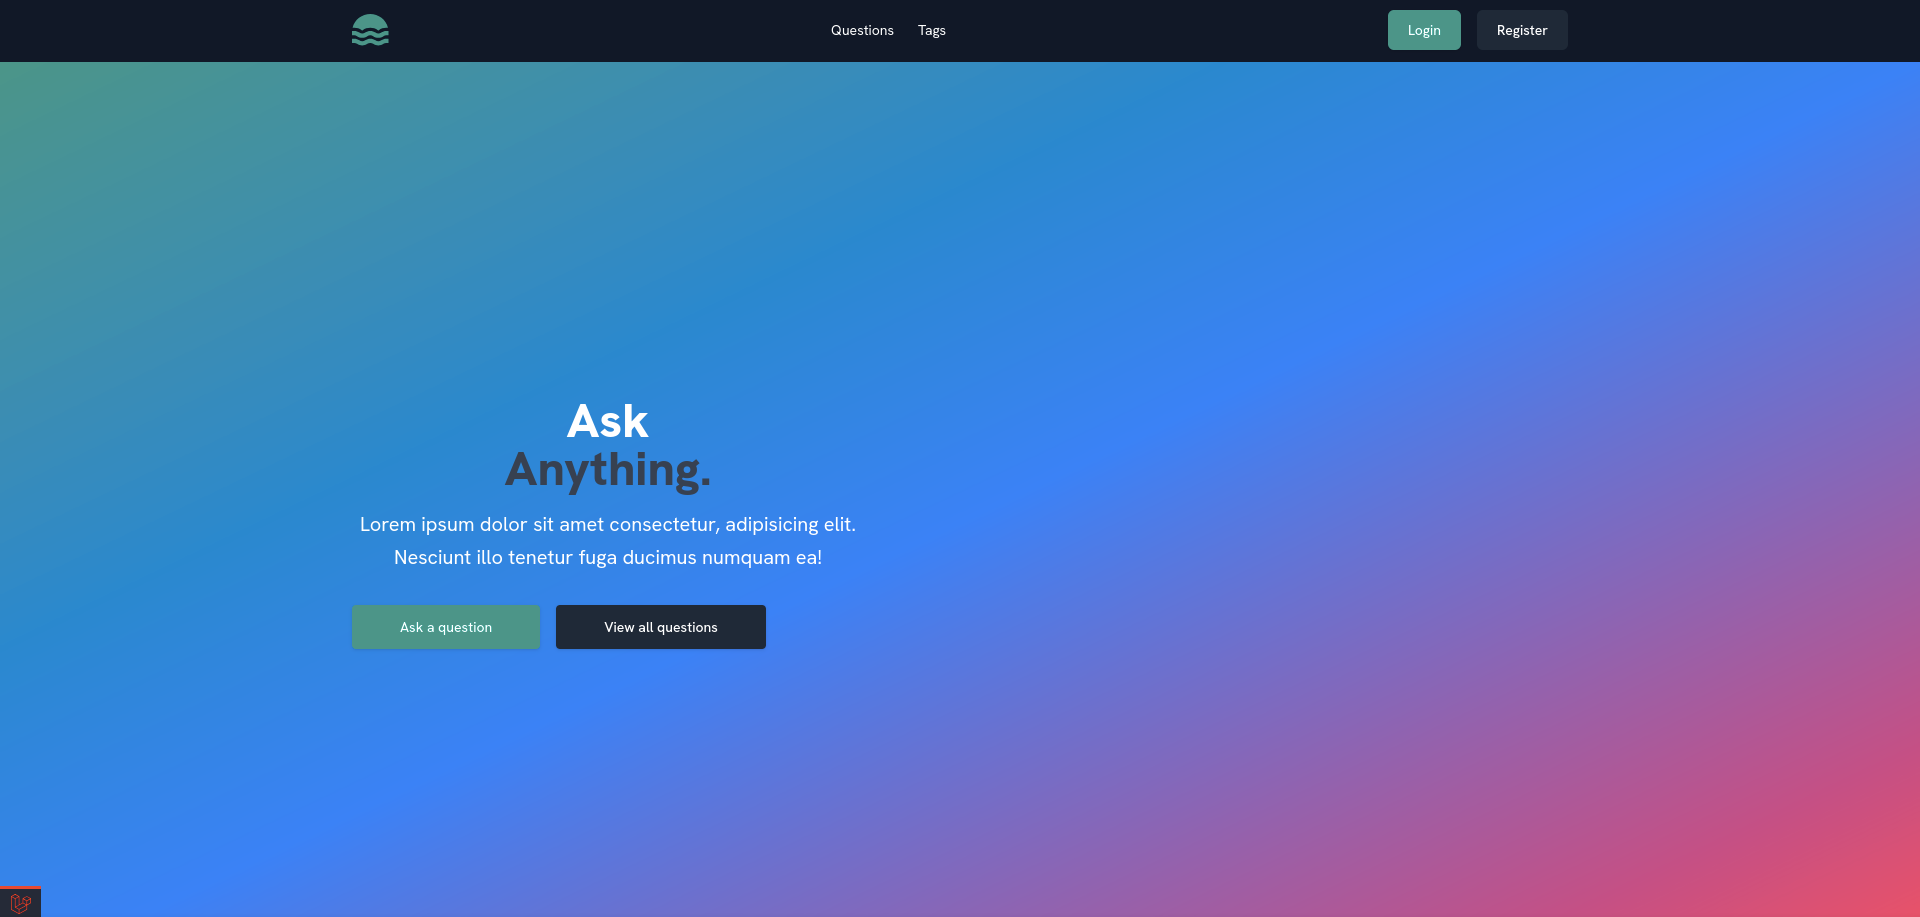 Questions
Tags
Login
Register
Ask
Anything.
Lorem ipsum dolor sit amet consectetur, adipisicing elit.
Nesciunt illo tenetur fuga ducimus numquam ea!
Ask a question
View all questions